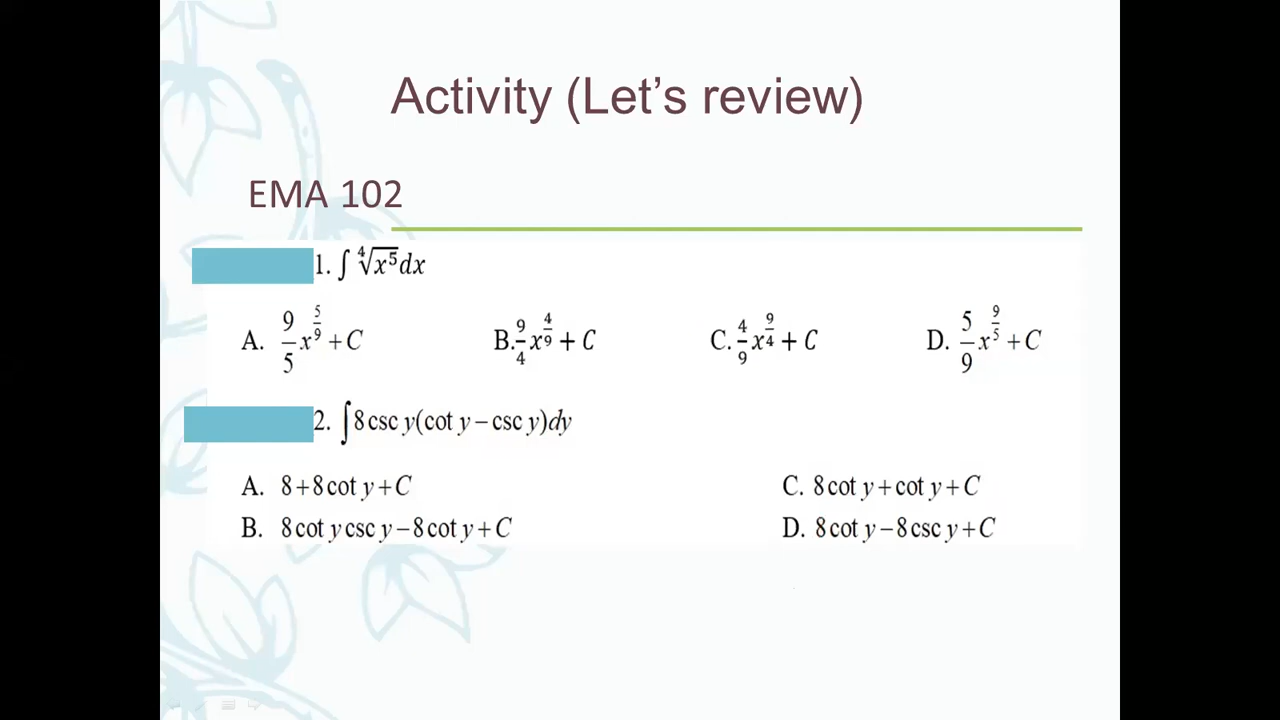 Activity (Let's review)
EMA 102
1. ∫ ∜x⁵ dx
A. 9/5 x^(5/9) + C B. 9/4 x^(4/9) + C C. 4/9 x^(9/4) + C D. 5/9 x^(9/5) + C
2. ∫ 8 csc y(cot y − csc y)dy
A. 8 + 8 cot y + C C. 8 cot y + cot y + C
B. 8 cot y csc y − 8 cot y + C D. 8 cot y − 8 csc y + C